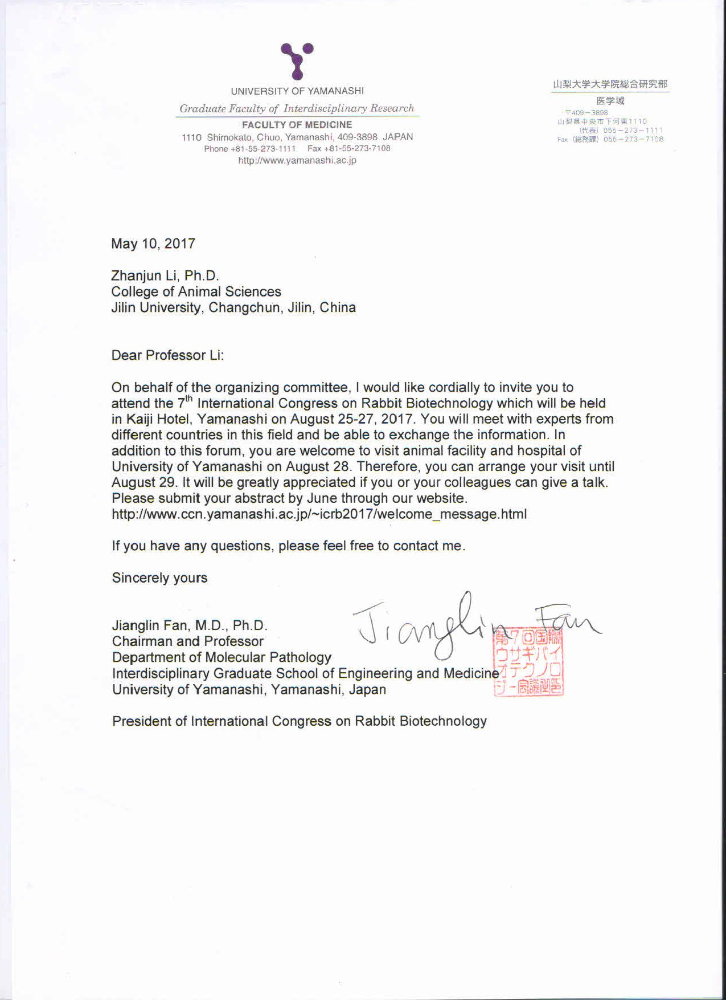 UNIVERSITY OF YAMANASHI
Graduate Faculty of Interdisciplinary Research
FACULTY OF MEDICINE
1110 Shimokato, Chuo, Yamanashi, 409-3898 JAPAN
Phone +81-55-273-1111 Fax +81-55-273-7108
http://www.yamanashi.ac.jp
山梨大学大学院総合研究部
医学域
〒409-3898
山梨県中央市下河東1110
(代表) 055-273-1111
Fax (総務課) 055-273-7108
May 10, 2017
Zhanjun Li, Ph.D.
College of Animal Sciences
Jilin University, Changchun, Jilin, China
Dear Professor Li:
On behalf of the organizing committee, I would like cordially to invite you to
attend the 7th International Congress on Rabbit Biotechnology which will be held
in Kaiji Hotel, Yamanashi on August 25-27, 2017. You will meet with experts from
different countries in this field and be able to exchange the information. In
addition to this forum, you are welcome to visit animal facility and hospital of
University of Yamanashi on August 28. Therefore, you can arrange your visit until
August 29. It will be greatly appreciated if you or your colleagues can give a talk.
Please submit your abstract by June through our website.
http://www.ccn.yamanashi.ac.jp/~icrb2017/welcome_message.html
If you have any questions, please feel free to contact me.
Sincerely yours
Jianglin Fan
Jianglin Fan, M.D., Ph.D.
Chairman and Professor
Department of Molecular Pathology
Interdisciplinary Graduate School of Engineering and Medicine
University of Yamanashi, Yamanashi, Japan
第7回国際
ウサギバイ
オテクノロ
ジー会議
President of International Congress on Rabbit Biotechnology